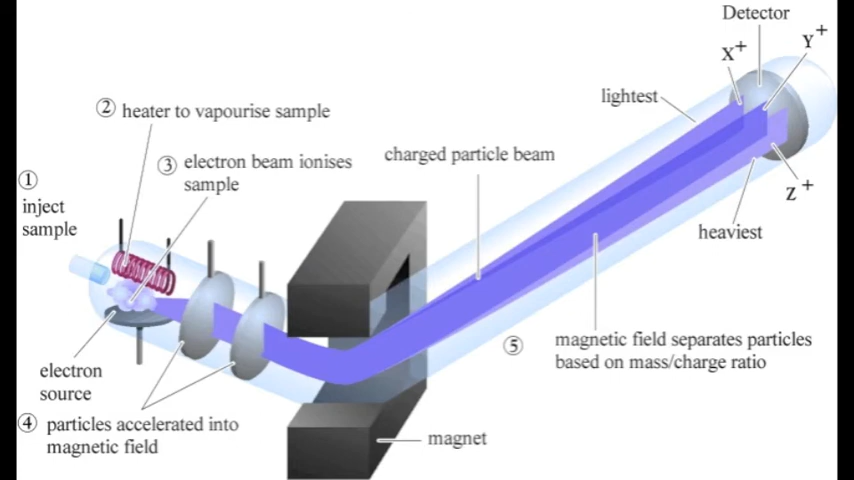 Detector
X+
Y+
lightest
② heater to vapourise sample
③ electron beam ionises
sample
charged particle beam
①
inject
sample
Z+
heaviest
⑤ magnetic field separates particles
based on mass/charge ratio
electron
source
④ particles accelerated into
magnetic field
magnet